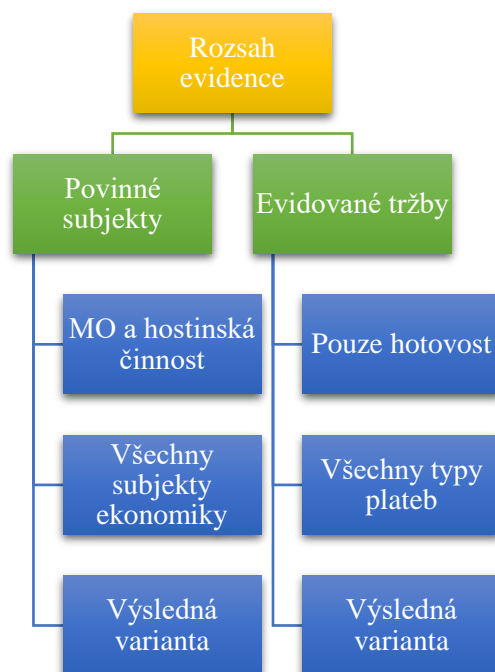 Rozsah
evidence
Povinné
subjekty
Evidované tržby
MO a hostinská
činnost
Pouze hotovost
Všechny
subjekty
ekonomiky
Všechny typy
plateb
Výsledná
varianta
Výsledná
varianta